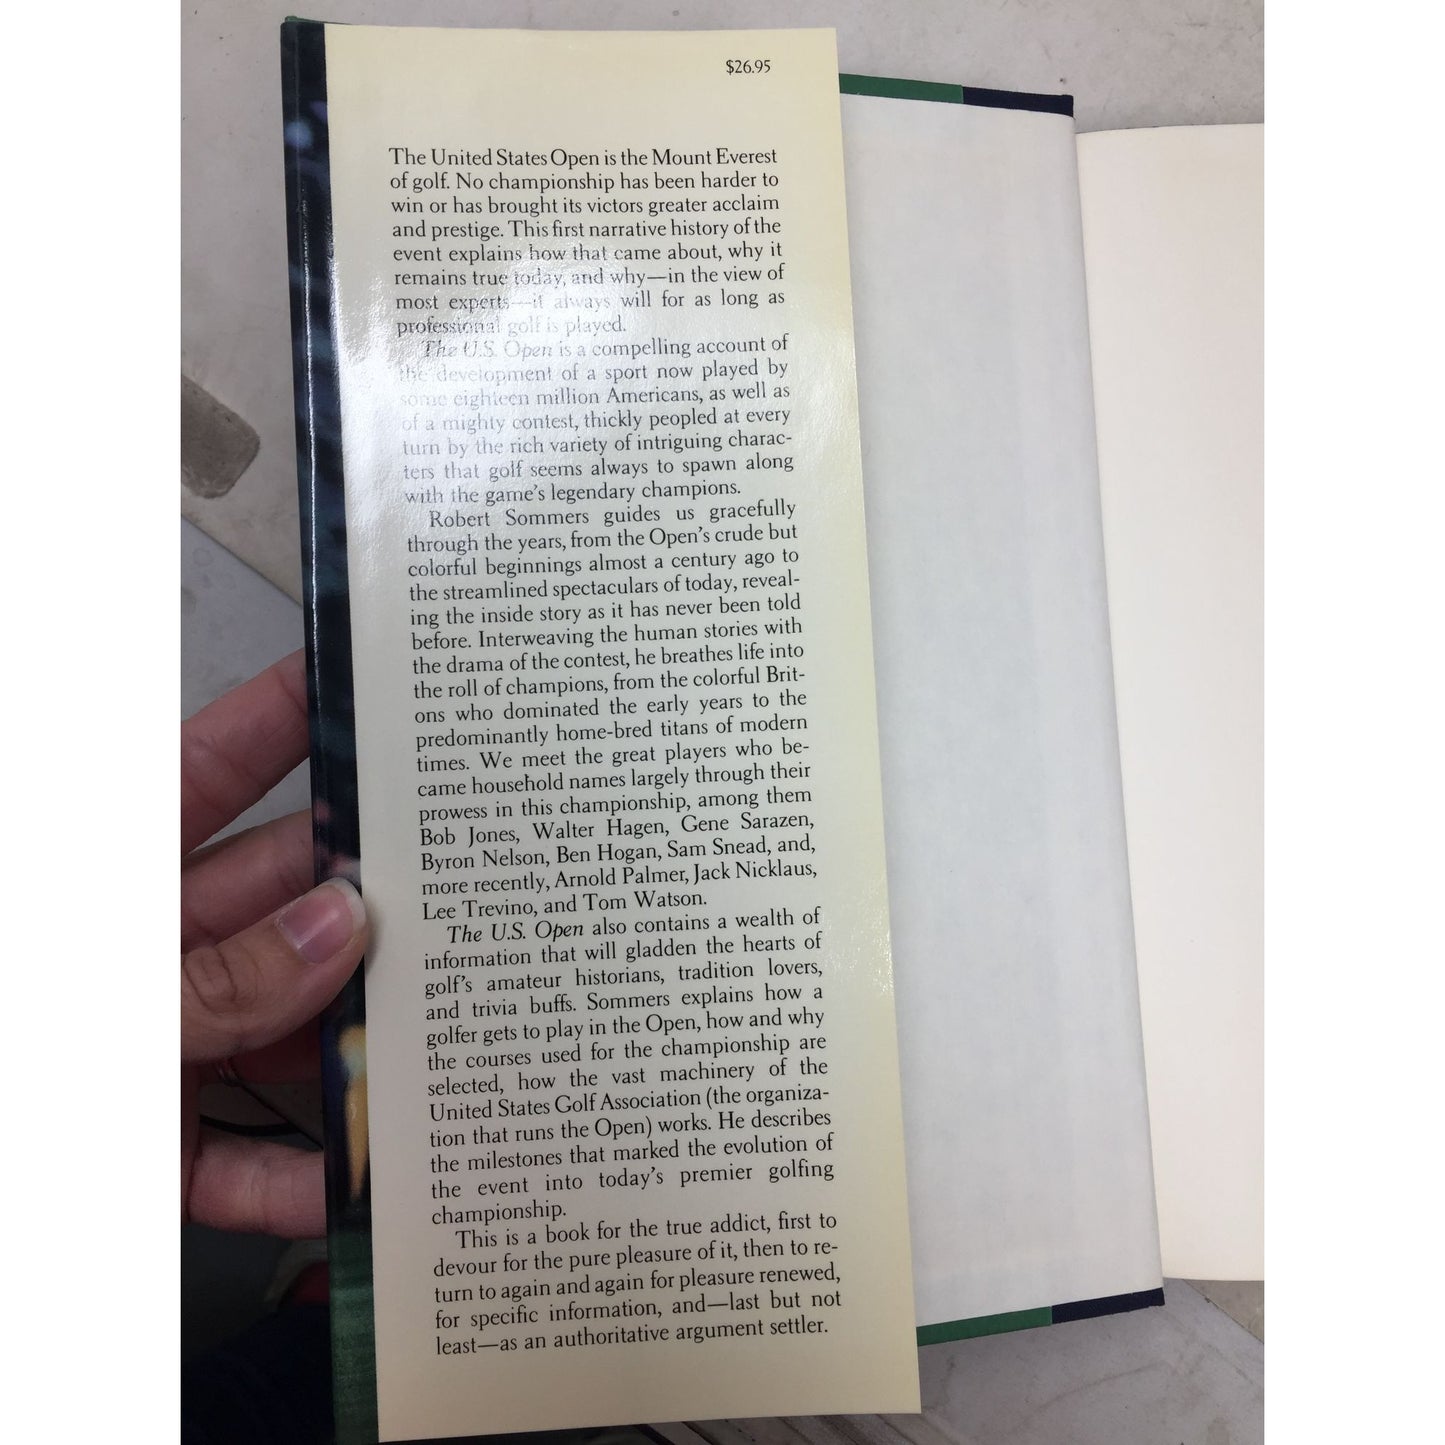 $26.95
The United States Open is the Mount Everest
of golf. No championship has been harder to
win or has brought its victors greater acclaim
and prestige. This first narrative history of the
event explains how that came about, why it
remains true today, and why—in the view of
most experts—it always will for as long as
professional golf is played.
The U.S. Open is a compelling account of
the development of a sport now played by
some eighteen million Americans, as well as
of a mighty contest, thickly peopled at every
turn by the rich variety of intriguing charac-
ters that golf seems always to spawn along
with the game's legendary champions.
Robert Sommers guides us gracefully
through the years, from the Open's crude but
colorful beginnings almost a century ago to
the streamlined spectaculars of today, reveal-
ing the inside story as it has never been told
before. Interweaving the human stories with
the drama of the contest, he breathes life into
the roll of champions, from the colorful Brit-
ons who dominated the early years to the
predominantly home-bred titans of modern
times. We meet the great players who be-
came household names largely through their
prowess in this championship, among them
Bob Jones, Walter Hagen, Gene Sarazen,
Byron Nelson, Ben Hogan, Sam Snead, and,
more recently, Arnold Palmer, Jack Nicklaus,
Lee Trevino, and Tom Watson.
The U.S. Open also contains a wealth of
information that will gladden the hearts of
golf's amateur historians, tradition lovers,
and trivia buffs. Sommers explains how a
golfer gets to play in the Open, how and why
the courses used for the championship are
selected, how the vast machinery of the
United States Golf Association (the organiza-
tion that runs the Open) works. He describes
the milestones that marked the evolution of
the event into today's premier golfing
championship.
This is a book for the true addict, first to
devour for the pure pleasure of it, then to re-
turn to again and again for pleasure renewed,
for specific information, and—last but not
least—as an authoritative argument settler.